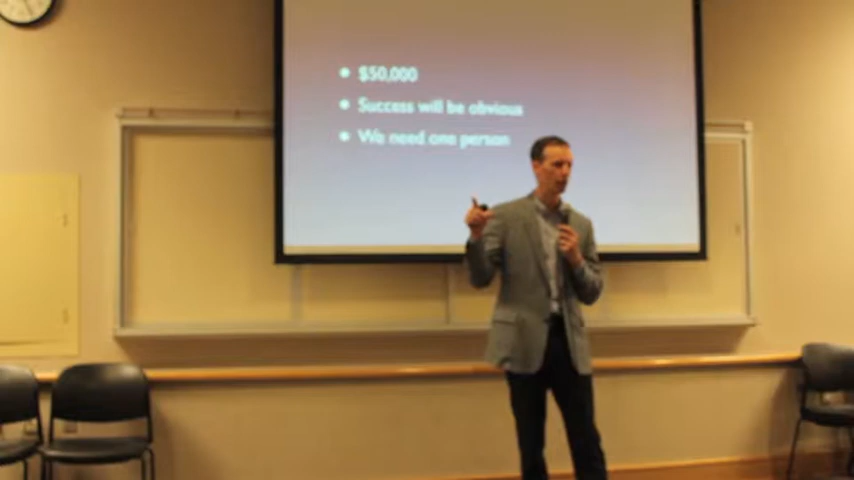 • $50,000
• Success will be obvious
• We need one person